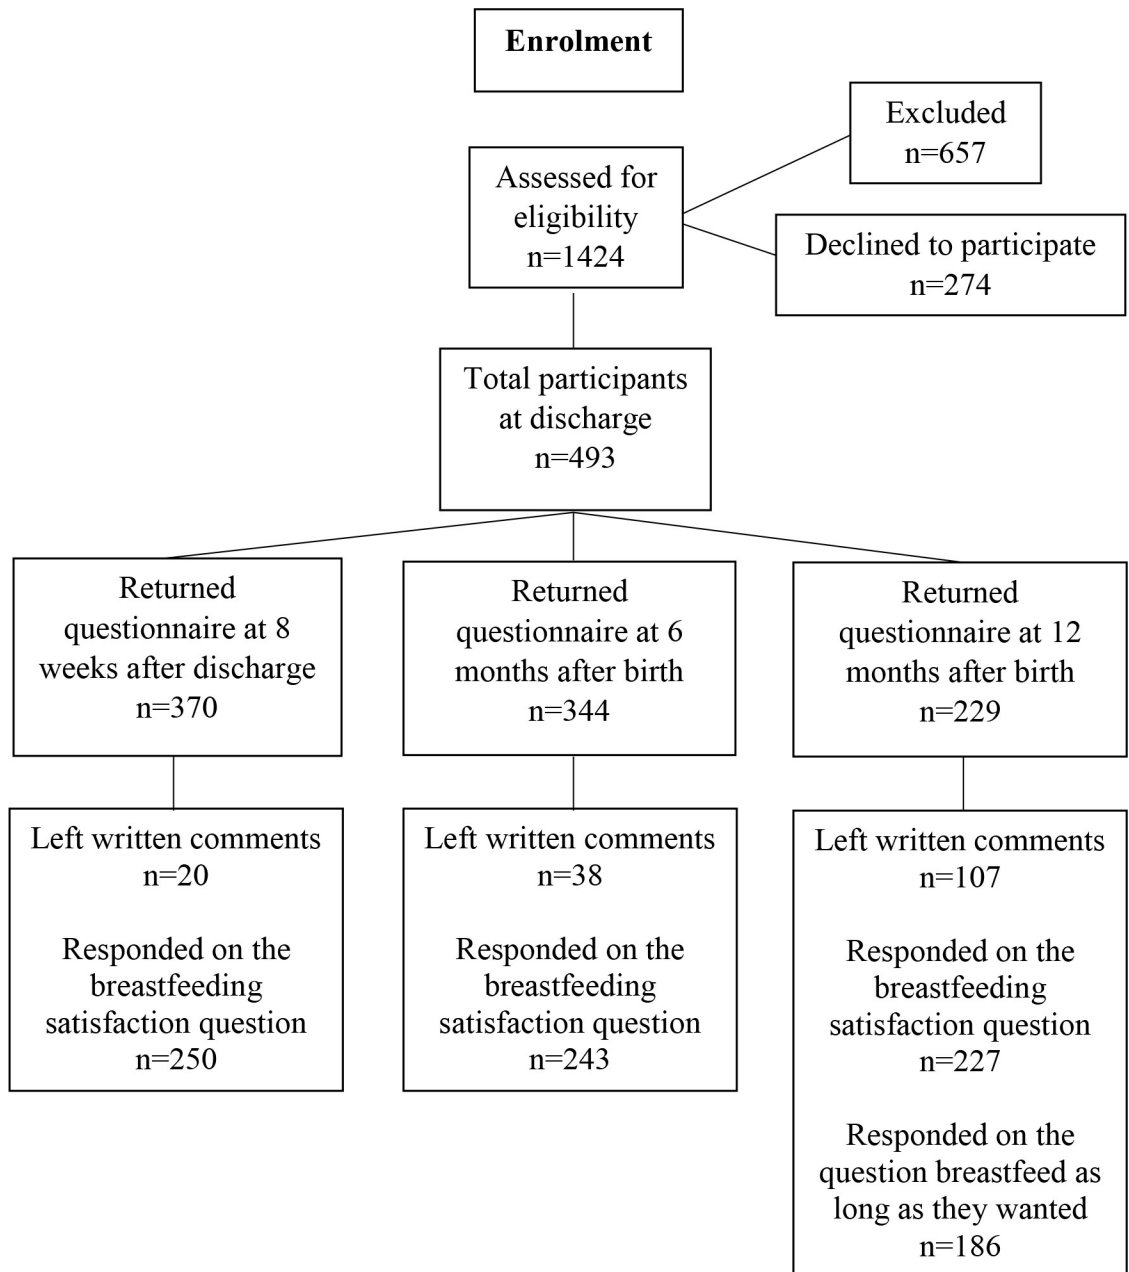 Enrolment
Excluded
n=657
Assessed for
eligibility
n=1424
Declined to participate
n=274
Total participants
at discharge
n=493
Returned
questionnaire at 8
weeks after discharge
n=370
Returned
questionnaire at 6
months after birth
n=344
Returned
questionnaire at 12
months after birth
n=229
Left written comments
n=20
Responded on the
breastfeeding
satisfaction question
n=250
Left written comments
n=38
Responded on the
breastfeeding
satisfaction question
n=243
Left written comments
n=107
Responded on the
breastfeeding
satisfaction question
n=227
Responded on the
question breastfeed as
long as they wanted
n=186